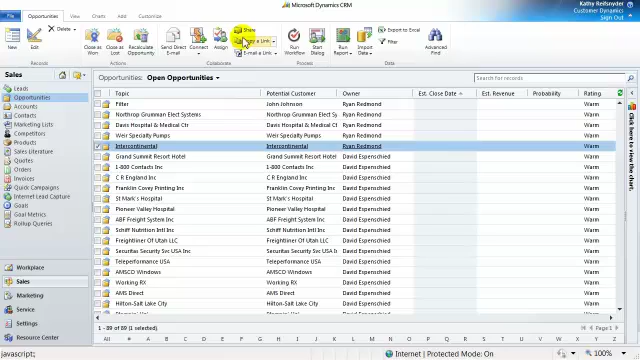 Microsoft Dynamics CRM
Kathy Reifsnyder
Customer Dynamics
Sign Out
File
Opportunities
View
Charts
Add
Customize
New
Edit
Delete
Close as Won
Close as Lost
Recalculate Opportunity
Send Direct E-mail
Connect
Assign
Share
a Link
E-mail a Link
Run Workflow
Start Dialog
Run Report
Import Data
Export to Excel
Filter
Advanced Find
Records
Actions
Collaborate
Process
Data
Sales
Opportunities: Open Opportunities
Search for records
Leads
Opportunities
Accounts
Contacts
Marketing Lists
Competitors
Products
Sales Literature
Quotes
Orders
Invoices
Quick Campaigns
Internet Lead Capture
Goals
Goal Metrics
Rollup Queries
Workplace
Sales
Marketing
Service
Settings
Resource Center
Topic Potential Customer Owner Est. Close Date Est. Revenue Probability Rating
Filter John Johnson Ryan Redmond Warm
Northrop Grumman Elect Systems Northrop Grumman Elect Systems Ryan Redmond Warm
Davis Hospital & Medical Ctr Davis Hospital & Medical Ctr Ryan Redmond Warm
Weir Specialty Pumps Weir Specialty Pumps Ryan Redmond Warm
Intercontinental Intercontinental Ryan Redmond Warm
Grand Summit Resort Hotel Grand Summit Resort Hotel David Espenschied Warm
1-800 Contacts Inc 1-800 Contacts Inc David Espenschied Warm
C R England Inc C R England Inc David Espenschied Warm
Franklin Covey Printing Inc Franklin Covey Printing Inc David Espenschied Warm
St Mark's Hospital St Mark's Hospital David Espenschied Warm
Pioneer Valley Hospital Pioneer Valley Hospital David Espenschied Warm
ABF Freight System Inc ABF Freight System Inc David Espenschied Warm
Schiff Nutrition Intl Inc Schiff Nutrition Intl Inc David Espenschied Warm
Freightliner Of Utah LLC Freightliner Of Utah LLC David Espenschied Warm
Securitas Security Svc USA Inc Securitas Security Svc USA Inc David Espenschied Warm
Teleperformance USA Teleperformance USA David Espenschied Warm
AMSCO Windows AMSCO Windows David Espenschied Warm
Working RX Working RX David Espenschied Warm
AMS Direct AMS Direct David Espenschied Warm
Hilton-Salt Lake City Hilton-Salt Lake City David Espenschied Warm
Click here to view the chart.
1 - 89 of 89 (1 selected)
Page 1
All # A B C D E F G H I J K L M N O P Q R S T U V W X Y Z
javascript:;
Internet | Protected Mode: On
100%